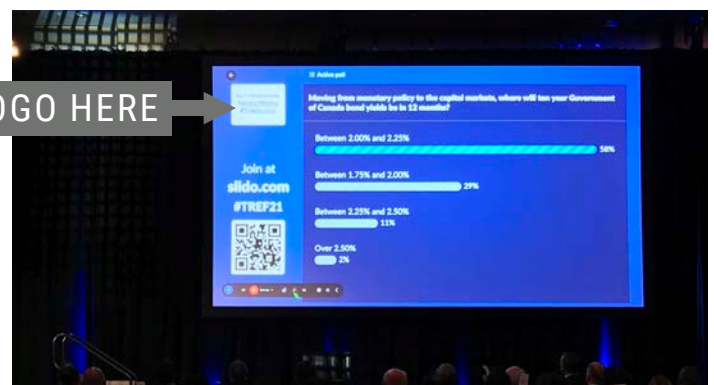 OGO HERE
Active poll
Moving from monetary policy to the capital markets, where will ten year Government
of Canada bond yields be in 12 months?
Between 2.00% and 2.25%
58%
Between 1.75% and 2.00%
29%
Between 2.25% and 2.50%
11%
Over 2.50%
2%
Join at
slido.com
#TREF21